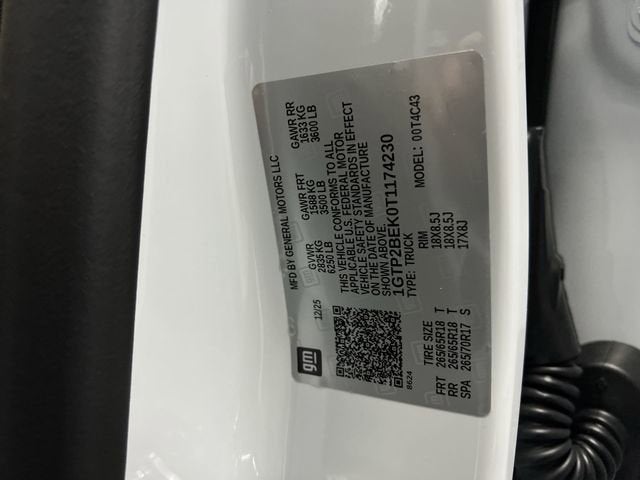 gm
MFD BY GENERAL MOTORS LLC
12/25 GVWR GAWR FRT GAWR RR
2835 KG 1588 KG 1633 KG
6250 LB 3500 LB 3600 LB
THIS VEHICLE CONFORMS TO ALL
APPLICABLE U.S. FEDERAL MOTOR
VEHICLE SAFETY STANDARDS IN EFFECT
ON THE DATE OF MANUFACTURE
SHOWN ABOVE.
1GTP2BEK0T1174230
TYPE: TRUCK MODEL: 00T4C43
8624
TIRE SIZE RIM
FRT 265/65R18 T 18X8.5J
RR 265/65R18 T 18X8.5J
SPA 265/70R17 S 17X8J